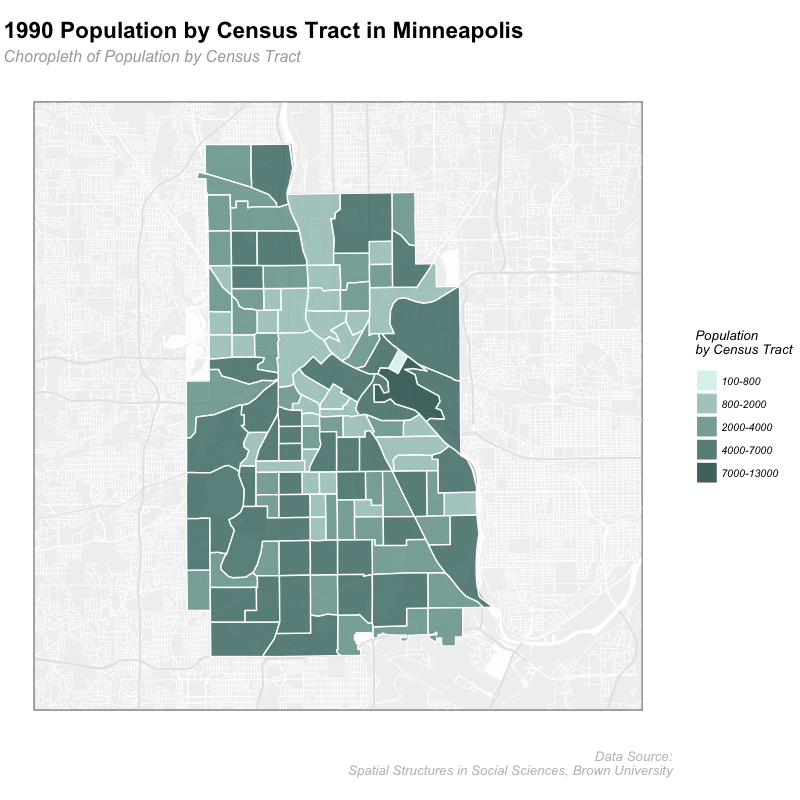 1990 Population by Census Tract in Minneapolis
Choropleth of Population by Census Tract
Population
by Census Tract
100-800
800-2000
2000-4000
4000-7000
7000-13000
Data Source:
Spatial Structures in Social Sciences, Brown University